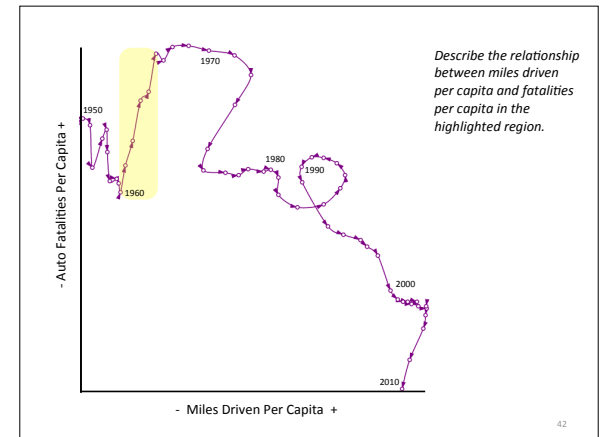 Describe the relationship
between miles driven
per capita and fatalities
per capita in the
highlighted region.
- Auto Fatalities Per Capita +
1950
1960
1970
1980
1990
2000
2010
- Miles Driven Per Capita +
42